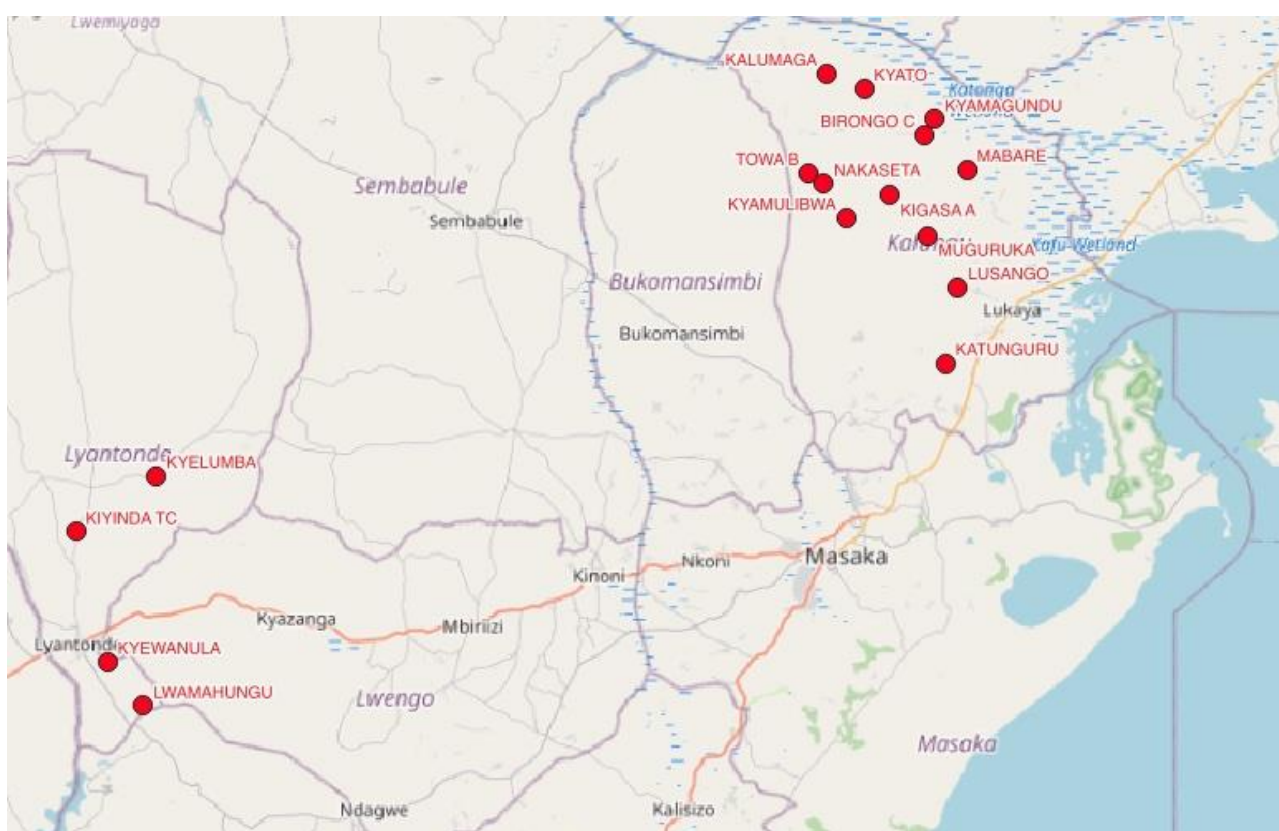 Lwemiyaga
KALUMAGA
KYATO
Katonga
KYAMAGUNDU
BIRONGO C
TOWA B
NAKASETA
MABARE
Sembabule
KYAMULIBWA
KIGASA A
Sembabule
MUGURUKA
Kafu Wetland
LUSANGO
Bukomansimbi
Lukaya
Bukomansimbi
KATUNGURU
Lyantonde
KYELUMBA
KIYINDA TC
Masaka
Nkoni
Kinoni
Kyazanga
Mbiriizi
KYEWANULA
LWAMAHUNGU
Lwengo
Masaka
Ndagwe
Kalisizo